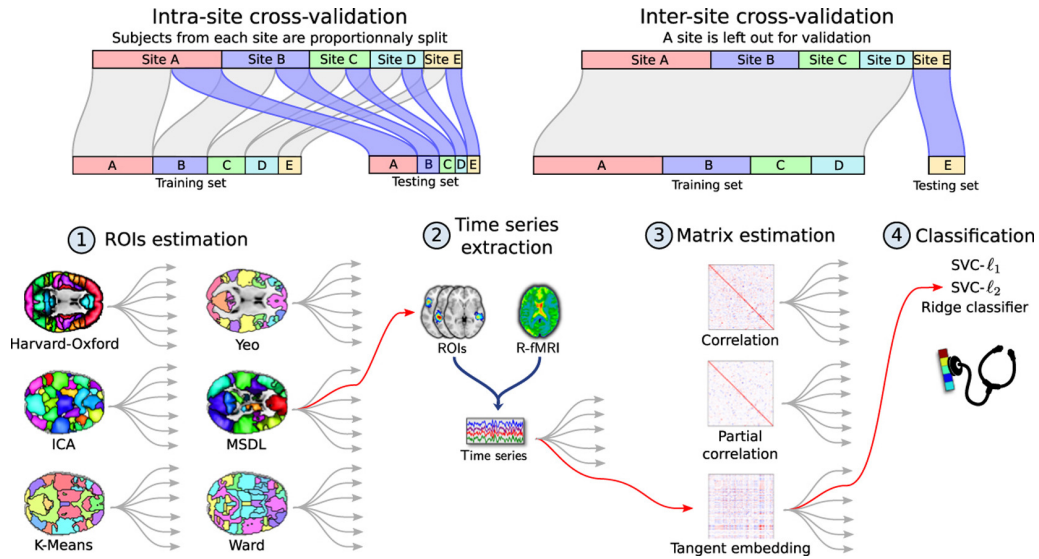 Intra-site cross-validation
Subjects from each site are proportionnaly split
Site A Site B Site C Site D Site E
A B C D E
Training set
A B C D E
Testing set
Inter-site cross-validation
A site is left out for validation
Site A Site B Site C Site D Site E
A B C D
Training set
E
Testing set
1 ROIs estimation
Harvard-Oxford
Yeo
ICA
MSDL
K-Means
Ward
2 Time series
extraction
ROIs
R-fMRI
Time series
3 Matrix estimation
Correlation
Partial
correlation
Tangent embedding
4 Classification
SVC-ℓ₁
SVC-ℓ₂
Ridge classifier